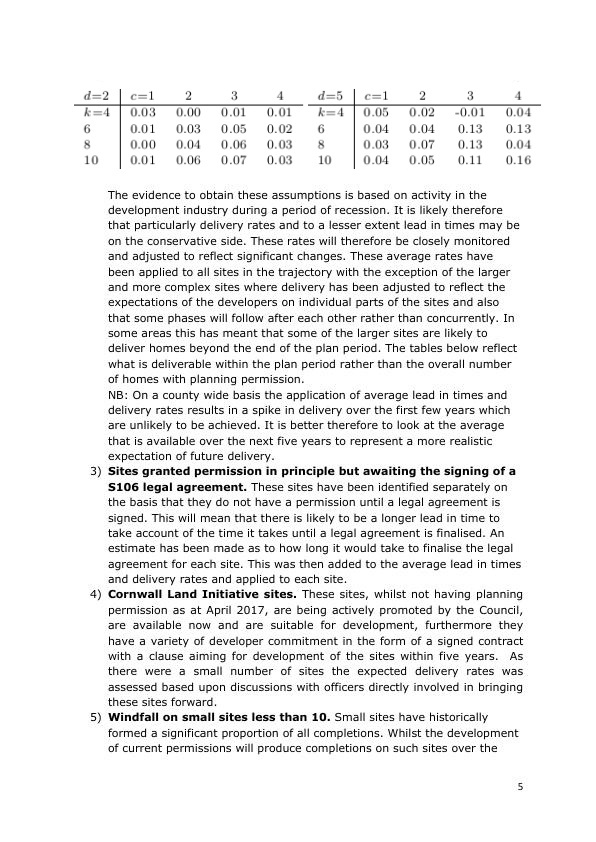 d=2 c=1 2 3 4 d=5 c=1 2 3 4
k=4 0.03 0.00 0.01 0.01 k=4 0.05 0.02 -0.01 0.04
6 0.01 0.03 0.05 0.02 6 0.04 0.04 0.13 0.13
8 0.00 0.04 0.06 0.03 8 0.03 0.07 0.13 0.04
10 0.01 0.06 0.07 0.03 10 0.04 0.05 0.11 0.16
The evidence to obtain these assumptions is based on activity in the
development industry during a period of recession. It is likely therefore
that particularly delivery rates and to a lesser extent lead in times may be
on the conservative side. These rates will therefore be closely monitored
and adjusted to reflect significant changes. These average rates have
been applied to all sites in the trajectory with the exception of the larger
and more complex sites where delivery has been adjusted to reflect the
expectations of the developers on individual parts of the sites and also
that some phases will follow after each other rather than concurrently. In
some areas this has meant that some of the larger sites are likely to
deliver homes beyond the end of the plan period. The tables below reflect
what is deliverable within the plan period rather than the overall number
of homes with planning permission.
NB: On a county wide basis the application of average lead in times and
delivery rates results in a spike in delivery over the first few years which
are unlikely to be achieved. It is better therefore to look at the average
that is available over the next five years to represent a more realistic
expectation of future delivery.
3) Sites granted permission in principle but awaiting the signing of a
S106 legal agreement. These sites have been identified separately on
the basis that they do not have a permission until a legal agreement is
signed. This will mean that there is likely to be a longer lead in time to
take account of the time it takes until a legal agreement is finalised. An
estimate has been made as to how long it would take to finalise the legal
agreement for each site. This was then added to the average lead in times
and delivery rates and applied to each site.
4) Cornwall Land Initiative sites. These sites, whilst not having planning
permission as at April 2017, are being actively promoted by the Council,
are available now and are suitable for development, furthermore they
have a variety of developer commitment in the form of a signed contract
with a clause aiming for development of the sites within five years. As
there were a small number of sites the expected delivery rates was
assessed based upon discussions with officers directly involved in bringing
these sites forward.
5) Windfall on small sites less than 10. Small sites have historically
formed a significant proportion of all completions. Whilst the development
of current permissions will produce completions on such sites over the
5